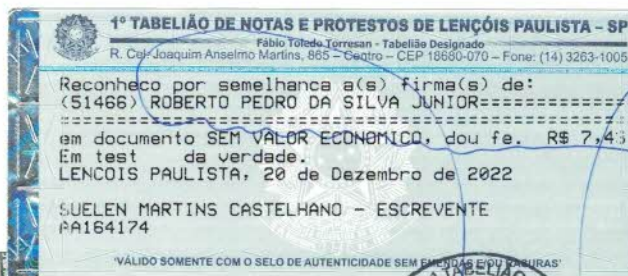 1º TABELIÃO DE NOTAS E PROTESTOS DE LENÇÓIS PAULISTA - SP
Fábio Toledo Torresan - Tabelião Designado
R. Cel. Joaquim Anselmo Martins, 865 – Centro – CEP 18680-070 – Fone: (14) 3263-1005
Reconheco por semelhanca a(s) firma(s) de:
(51466) ROBERTO PEDRO DA SILVA JUNIOR==============
em documento SEM VALOR ECONOMICO, dou fe. R$ 7,43
Em test da verdade.
LENCOIS PAULISTA, 20 de Dezembro de 2022
SUELEN MARTINS CASTELHANO - ESCREVENTE
AA164174
'VÁLIDO SOMENTE COM O SELO DE AUTENTICIDADE SEM EMENDAS E/OU RASURAS'
TABELIÃO